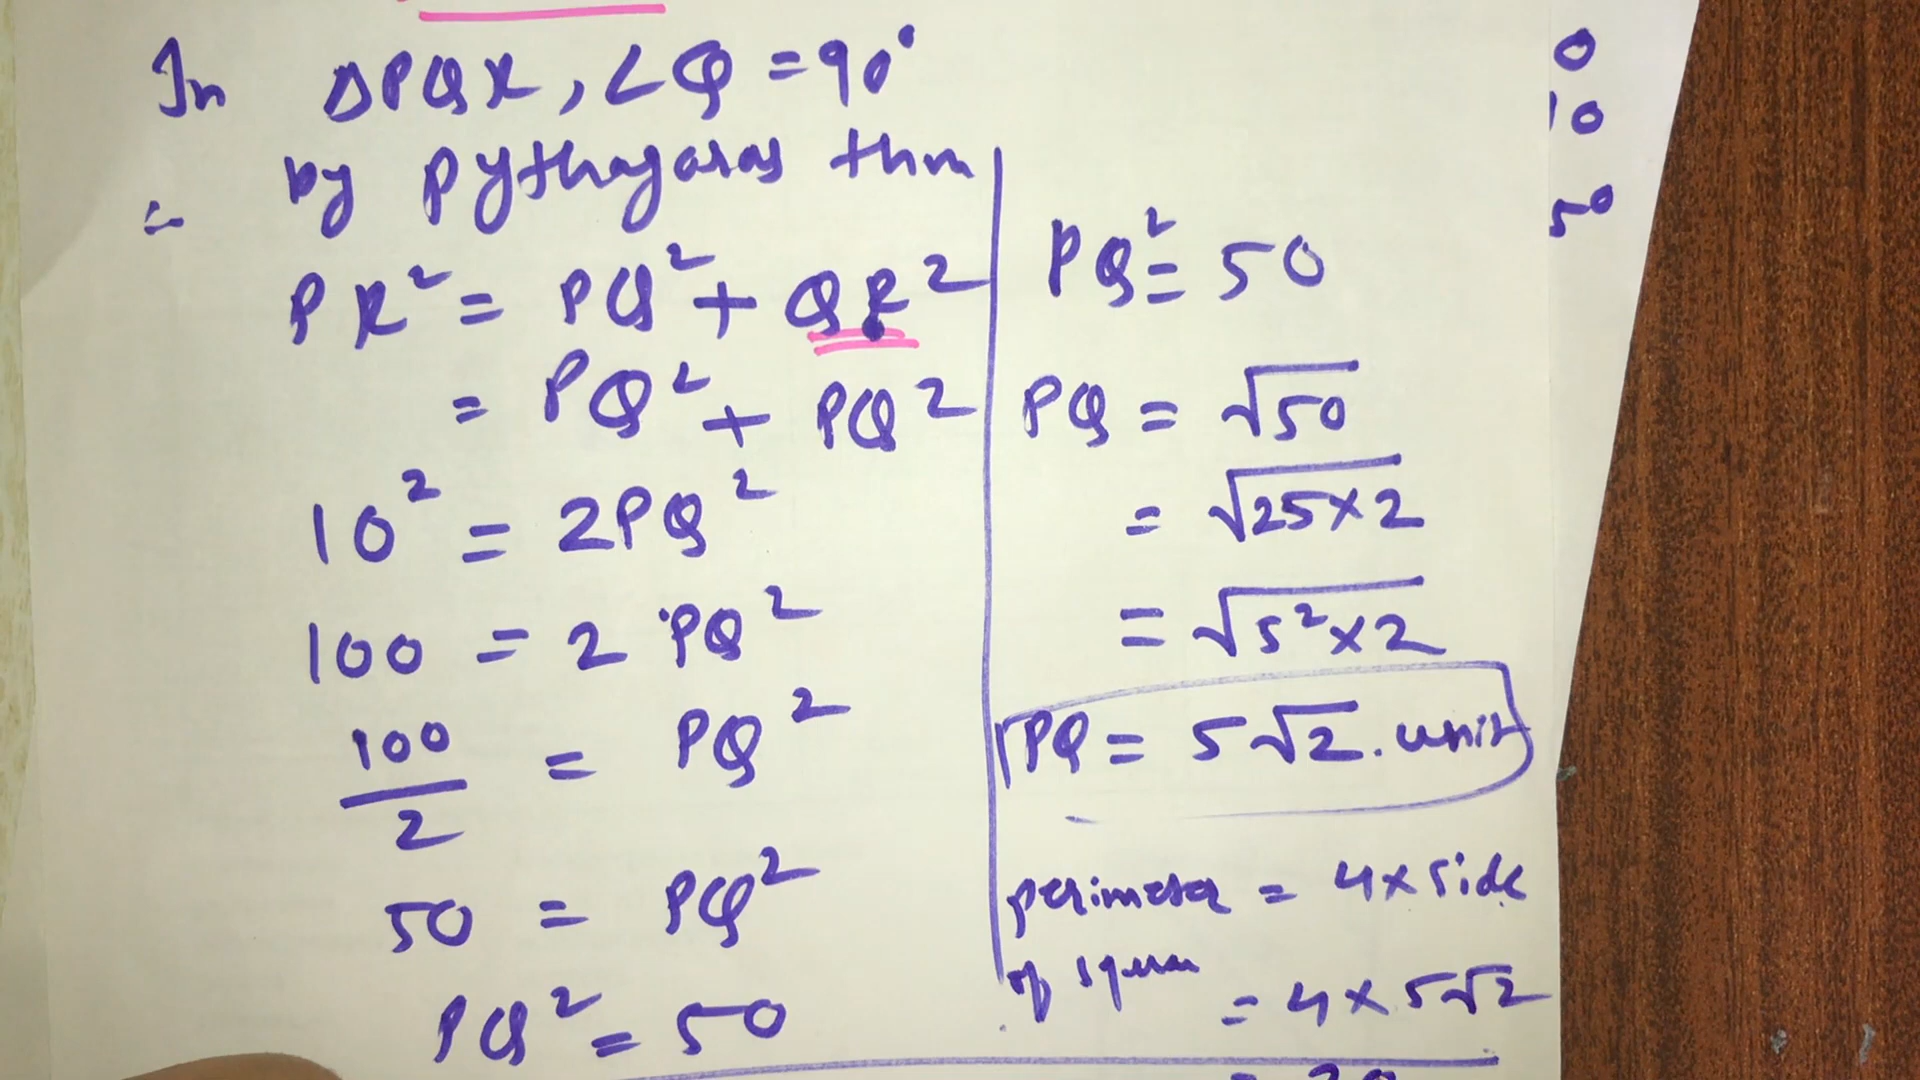 In ΔPQR, ∠Q = 90°
∴ by pythagoras thm
PR² = PQ² + QR²
= PQ² + PQ²
10² = 2PQ²
100 = 2 PQ²
100/2 = PQ²
50 = PQ²
PQ² = 50
PQ² = 50
PQ = √50
= √25×2
= √5²×2
PQ = 5√2 . unit
perimeter = 4×side
of square
= 4×5√2
0
10
50